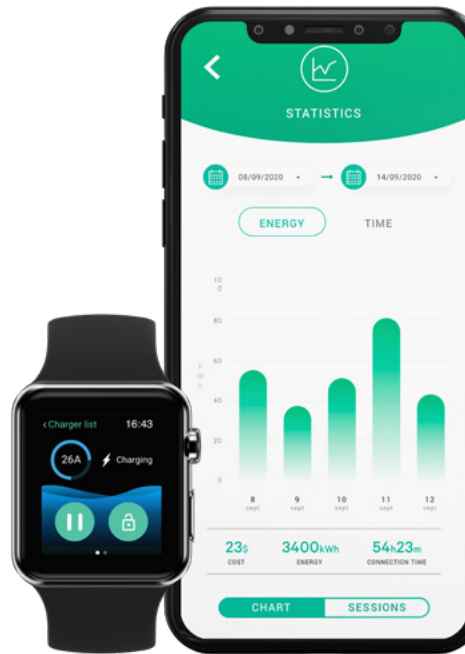 STATISTICS
08/09/2020
14/09/2020
ENERGY
TIME
10
0
80
60
40
20
0
k
W
h
8
sept
9
sept
10
sept
11
sept
12
sept
23$
COST
3400kWh
ENERGY
54h23m
CONNECTION TIME
CHART
SESSIONS
Charger list
16:43
26A
Charging